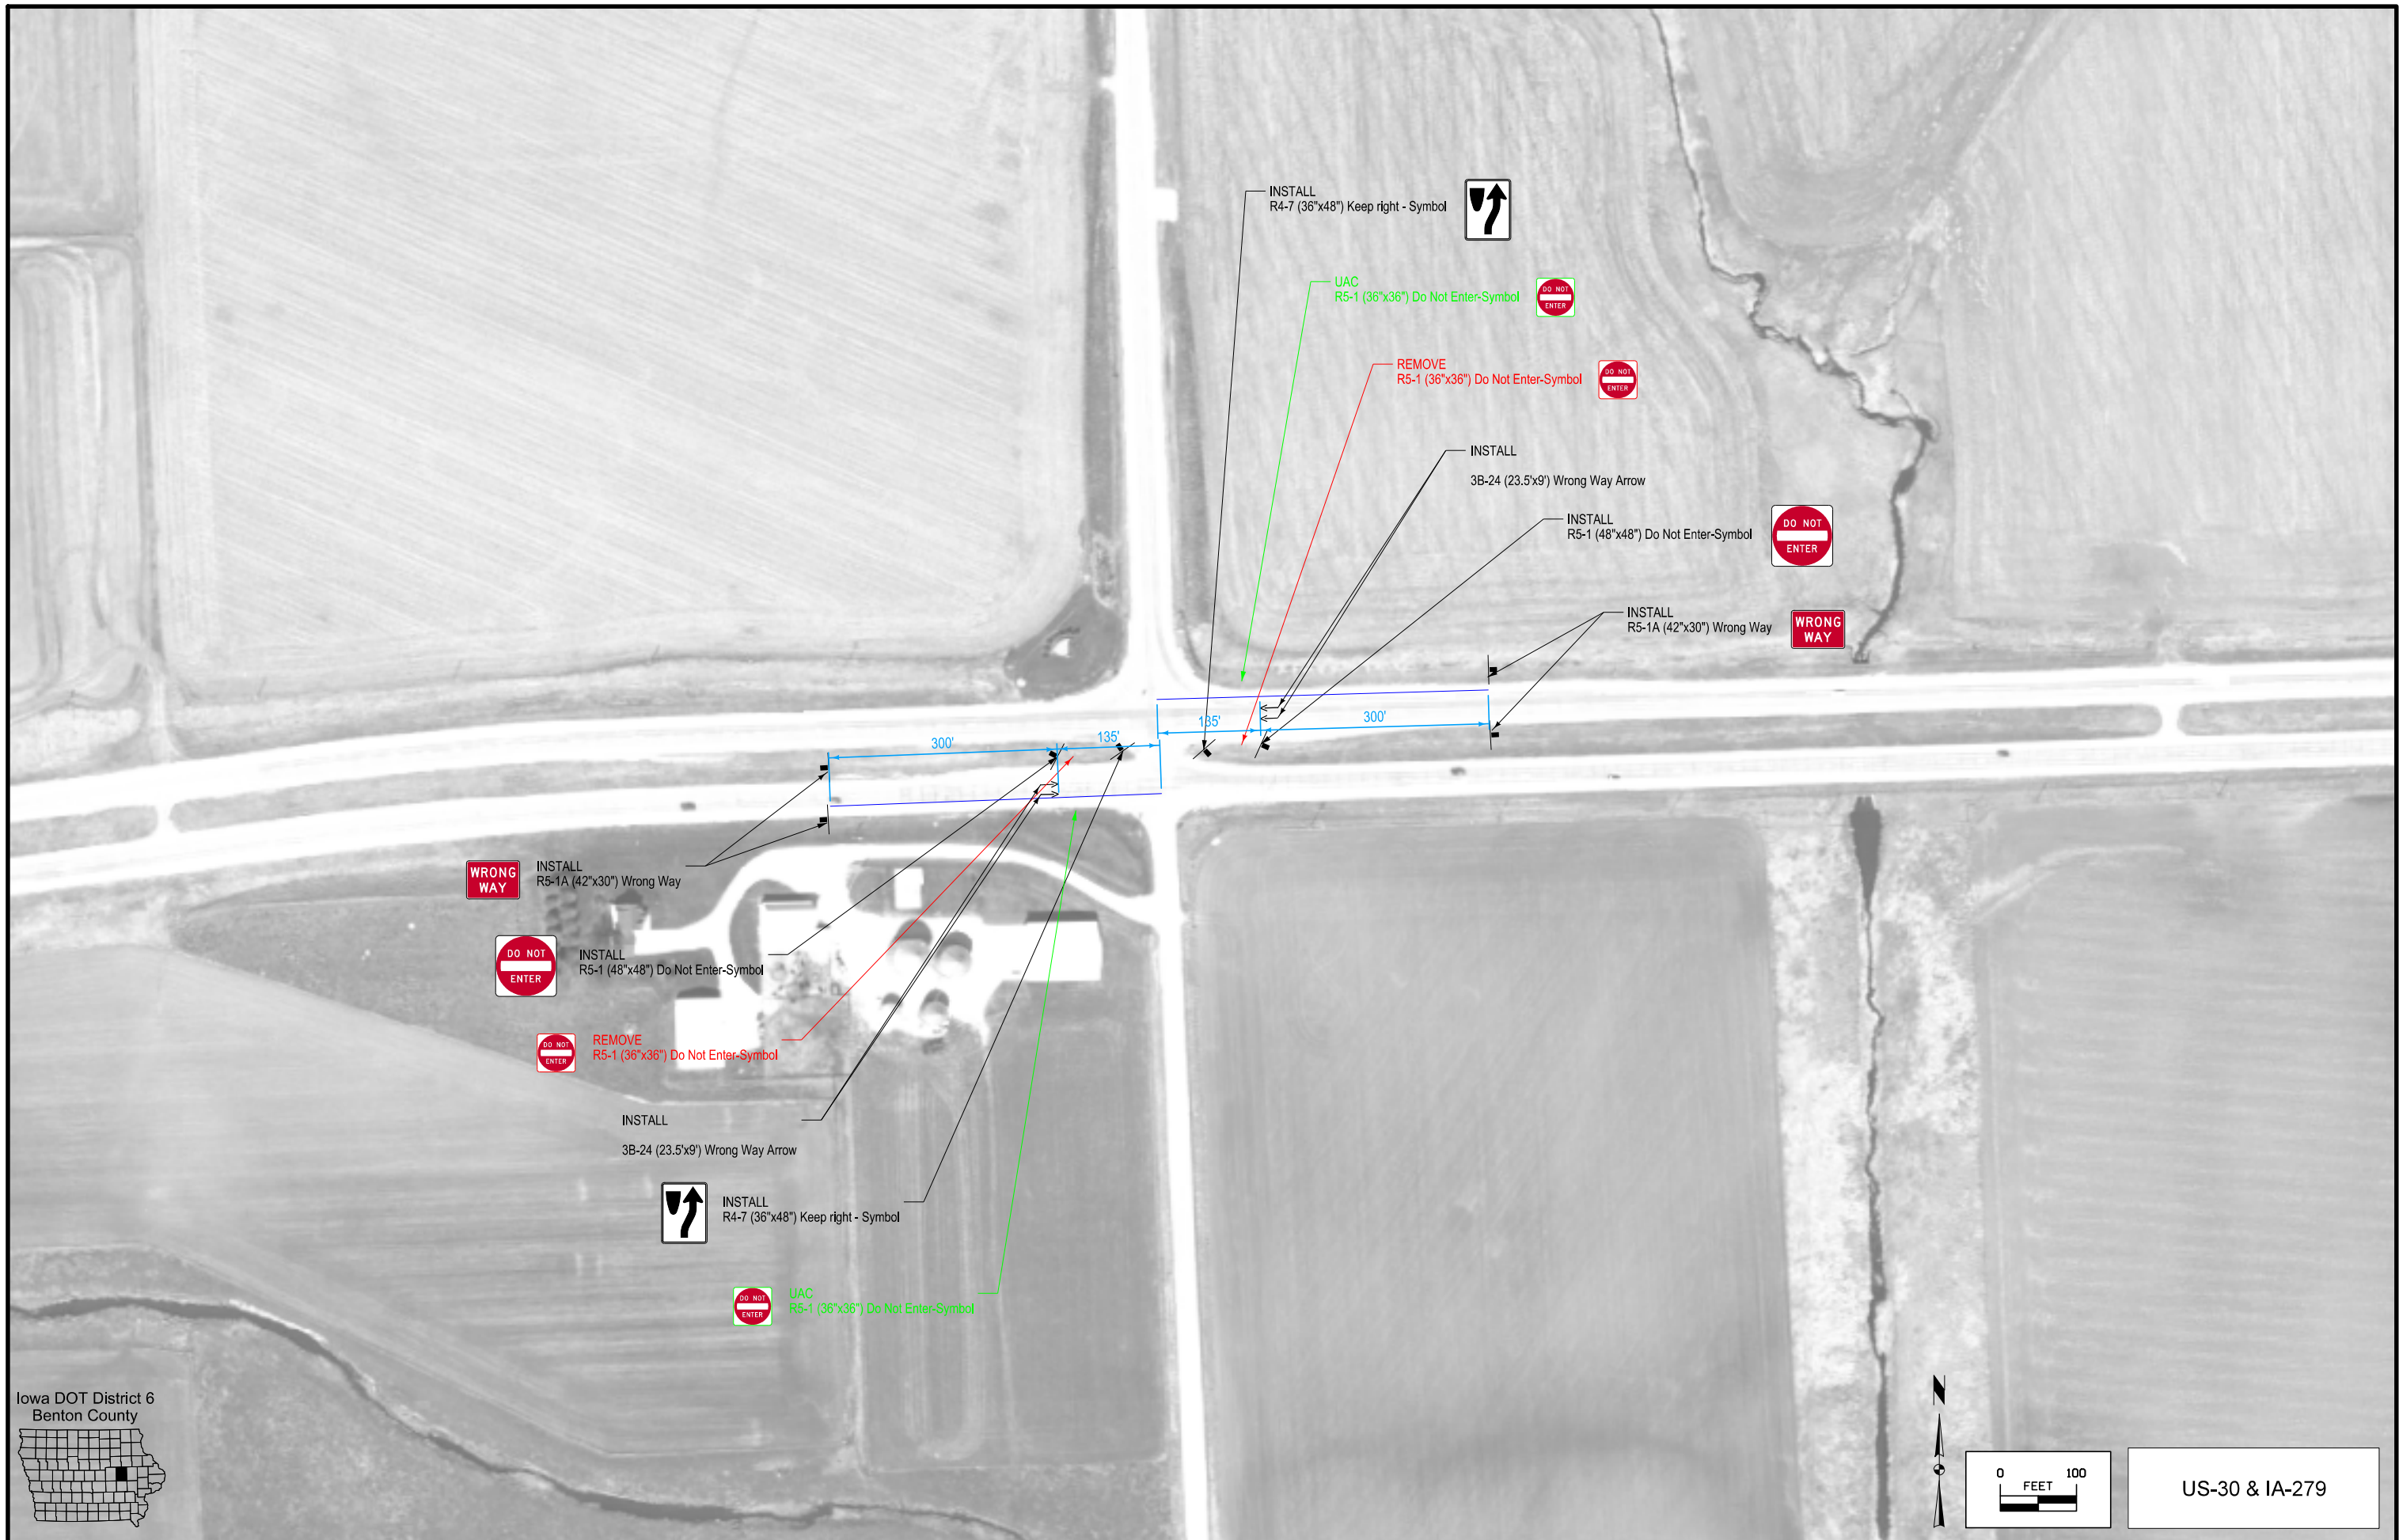 INSTALL
R4-7 (36"x48") Keep right - Symbol
UAC
R5-1 (36"x36") Do Not Enter-Symbol
DO NOT
ENTER
REMOVE
R5-1 (36"x36") Do Not Enter-Symbol
DO NOT
ENTER
INSTALL
3B-24 (23.5'x9') Wrong Way Arrow
INSTALL
R5-1 (48"x48") Do Not Enter-Symbol
DO NOT
ENTER
INSTALL
R5-1A (42"x30") Wrong Way
WRONG
WAY
135'
300'
300'
135'
WRONG
WAY
INSTALL
R5-1A (42"x30") Wrong Way
DO NOT
ENTER
INSTALL
R5-1 (48"x48") Do Not Enter-Symbol
DO NOT
ENTER
REMOVE
R5-1 (36"x36") Do Not Enter-Symbol
INSTALL
3B-24 (23.5'x9') Wrong Way Arrow
INSTALL
R4-7 (36"x48") Keep right - Symbol
DO NOT
ENTER
UAC
R5-1 (36"x36") Do Not Enter-Symbol
Iowa DOT District 6
Benton County
N
0 100
FEET
US-30 & IA-279